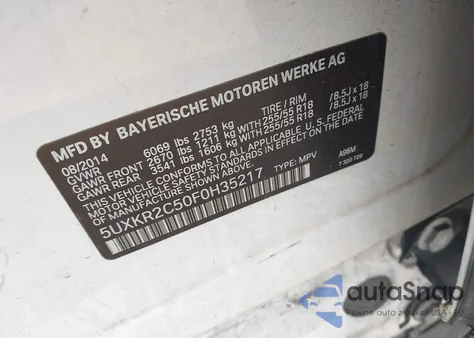 MFD BY BAYERISCHE MOTOREN WERKE AG
08/2014
GVWR 6069 lbs 2753 kg TIRE / RIM
GAWR FRONT 2670 lbs 1211 kg WITH 255/55 R18 / 8.5J x 18
GAWR REAR 3541 lbs 1606 kg WITH 255/55 R18 / 8.5J x 18
THIS VEHICLE CONFORMS TO ALL APPLICABLE U.S. FEDERAL
VEHICLE SAFETY STANDARDS IN EFFECT ON THE DATE
OF MANUFACTURE SHOWN ABOVE.
5UXKR2C50F0H35217 TYPE: MPV A96M
autoSnap